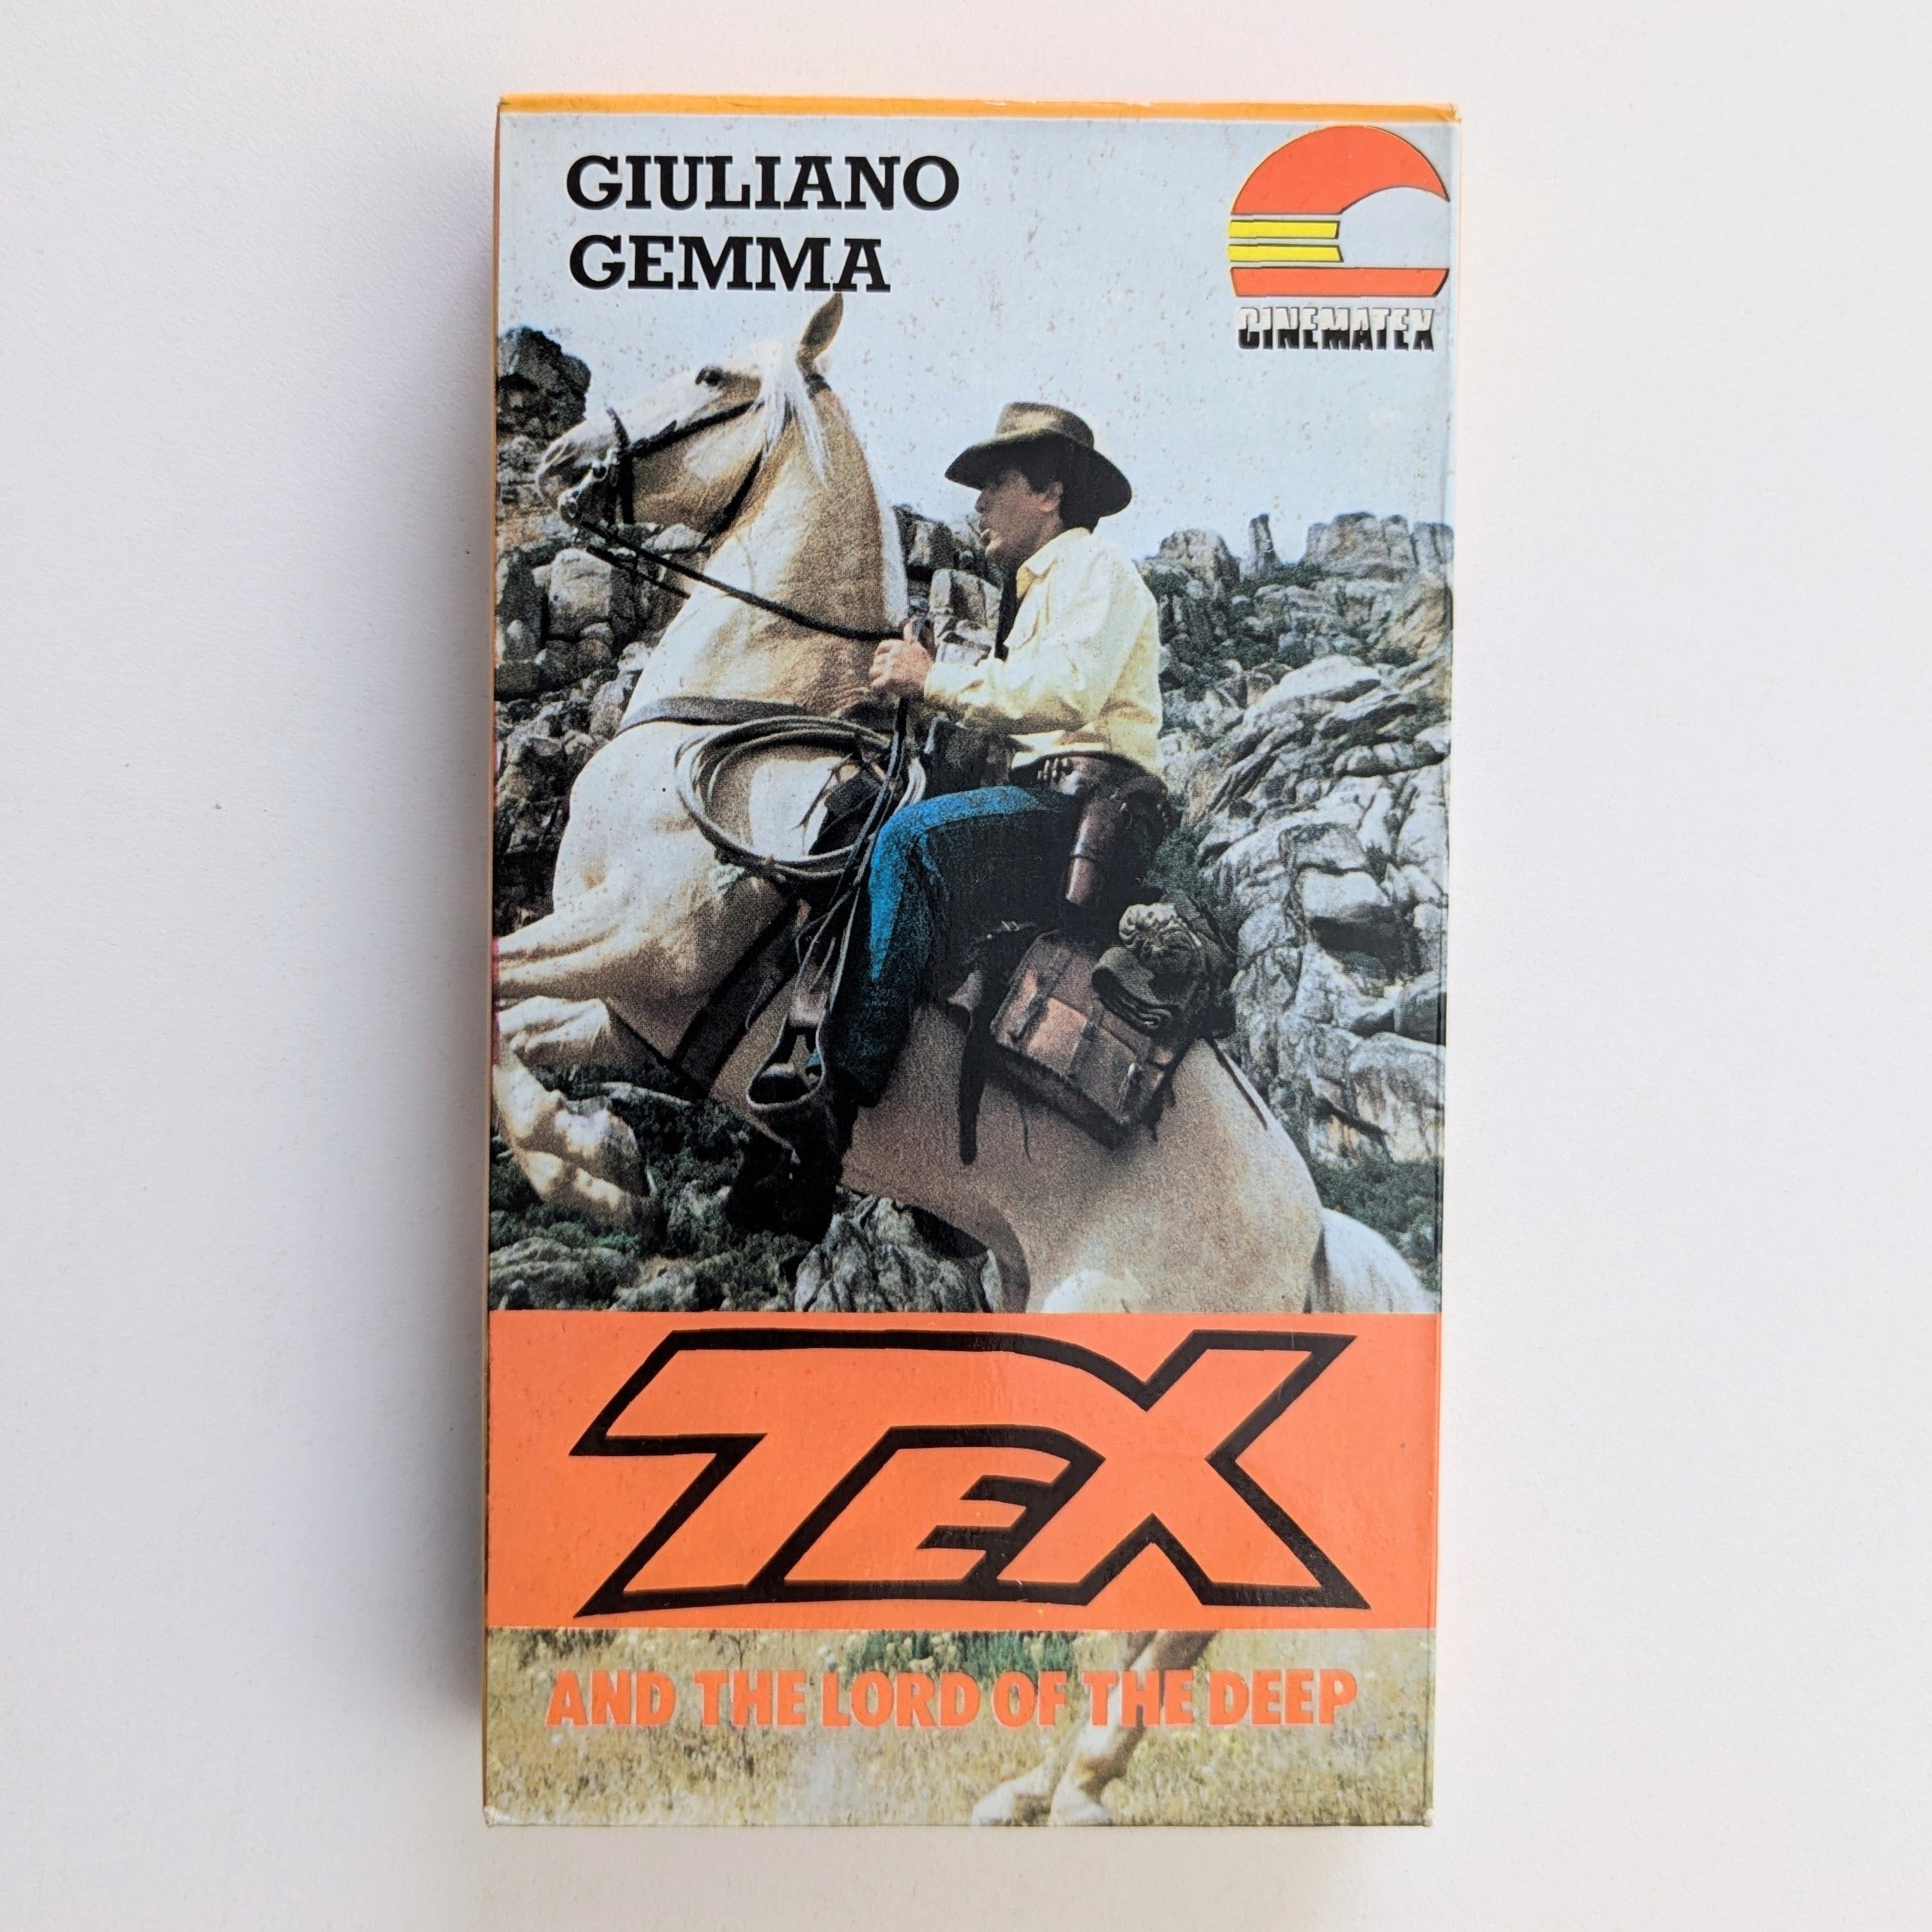 GIULIANO
GEMMA
CINEMATEX
TEX
AND THE LORD OF THE DEEP